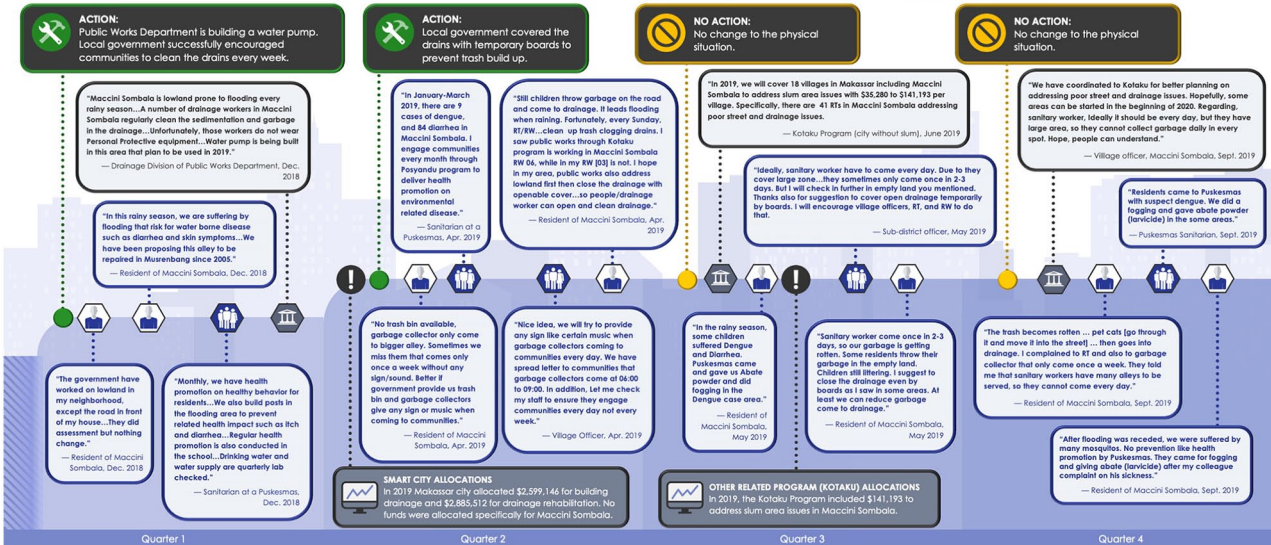 ACTION:
Public Works Department is building a water pump.
Local government successfully encouraged
communities to clean the drains every week.
"Maccini Sombala is lowland prone to flooding every
rainy season...A number of drainage workers in Maccini
Sombala regularly clean the sedimentation and garbage
in the drainage...Unfortunately, those workers do not wear
Personal Protective equipment...Water pump is being built
in this area that plan to be used in 2019."
— Drainage Division of Public Works Department, Dec.
2018
"In this rainy season, we are suffering by
flooding that risk for water borne disease
such as diarrhea and skin symptoms...We
have been proposing this alley to be
repaired in Musrenbang since 2005."
— Resident of Maccini Sombala, Dec. 2018
"The government have
worked on lowland in
my neighborhood,
except the road in front
of my house...They did
assessment but nothing
change."
— Resident of Maccini
Sombala, Dec. 2018
"Monthly, we have health
promotion on healthy behavior for
residents...We also build posts in
the flooding area to prevent
related health impact such as itch
and diarrhea...Regular health
promotion is also conducted in
the school...Drinking water and
water supply are quarterly lab
checked."
— Sanitarian at a Puskesmas,
Dec. 2018
Quarter 1
ACTION:
Local government covered the
drains with temporary boards to
prevent trash build up.
"In January-March
2019, there are 9
cases of dengue,
and 84 diarrhea in
Maccini Sombala. I
engage communities
every month through
Posyandu program to
deliver health
promotion on
environmental
related disease."
— Sanitarian at a
Puskesmas, Apr. 2019
"Still children throw garbage on the road
and come to drainage. It leads flooding
when raining. Fortunately, every Sunday,
RT/RW...clean up trash clogging drains. I
saw public works through Kotaku
program is working in Maccini Sombala
RW 06, while in my RW [03] is not. I hope
in my area, public works also address
lowland first then close the drainage with
openable cover...so people/drainage
worker can open and clean drainage."
— Resident of Maccini Sombala, Apr.
2019
"No trash bin available,
garbage collector only come
to bigger alley. Sometimes we
miss them that comes only
once a week without any
sign/sound. Better if
government provide us trash
bin and garbage collectors
give any sign or music when
coming to communities."
— Resident of Maccini
Sombala, Apr. 2019
"Nice idea, we will try to provide
any sign like certain music when
garbage collectors coming to
communities every day. We have
spread letter to communities that
garbage collectors come at 06:00
to 09:00. In addition, Let me check
my staff to ensure they engage
communities every day not every
week."
— Village Officer, Apr. 2019
SMART CITY ALLOCATIONS
In 2019 Makassar city allocated $2,599,146 for building
drainage and $2,885,512 for drainage rehabilitation. No
funds were allocated specifically for Maccini Sombala.
Quarter 2
NO ACTION:
No change to the physical
situation.
"In 2019, we will cover 18 villages in Makassar including Maccini
Sombala to address slum area issues with $35,280 to $141,193 per
village. Specifically, there are 41 RTs in Maccini Sombala addressing
poor street and drainage issues.
— Kotaku Program (city without slum), June 2019
"Ideally, sanitary worker have to come every day. Due to they
cover large zone...they sometimes only come once in 2-3
days. But I will check in further in empty land you mentioned.
Thanks also for suggestion to cover open drainage temporarily
by boards. I will encourage village officers, RT, and RW to do
that.
— Sub-district officer, May 2019
"In the rainy season,
some children
suffered Dengue
and Diarrhea.
Puskesmas came
and gave us Abate
powder and did
fogging in the
Dengue case area."
— Resident of
Maccini Sombala,
May 2019
"Sanitary worker come once in 2-3
days, so our garbage is getting
rotten. Some residents throw their
garbage in the empty land.
Children still littering. I suggest to
close the drainage even by
boards as I saw in some areas. At
least we can reduce garbage
come to drainage."
— Resident of Maccini Sombala,
May 2019
OTHER RELATED PROGRAM (KOTAKU) ALLOCATIONS
In 2019, the Kotaku Program included $141,193 to
address slum area issues in Maccini Sombala.
Quarter 3
NO ACTION:
No change to the physical
situation.
"We have coordinated to Kotaku for better planning on
addressing poor street and drainage issues. Hopefully, some
areas can be started in the beginning of 2020. Regarding,
sanitary worker, Ideally it should be every day, but they have
large area, so they cannot collect garbage daily in every
spot. Hope, people can understand."
— Village officer, Maccini Sombala, Sept. 2019
"Residents came to Puskesmas
with suspect dengue. We did a
fogging and gave abate powder
(larvicide) in the some areas."
— Puskesmas Sanitarian, Sept. 2019
"The trash becomes rotten ... pet cats [go through
it and move it into the street] ... then goes into
drainage. I complained to RT and also to garbage
collector that only come once a week. They told
me that sanitary workers have many alleys to be
served, so they cannot come every day."
— Resident of Maccini Sombala, Sept. 2019
"After flooding was receded, we were suffered by
many mosquitos. No prevention like health
promotion by Puskesmas. They came for fogging
and giving abate (larvicide) after my colleague
complaint on his sickness."
— Resident of Maccini Sombala, Sept. 2019
Quarter 4